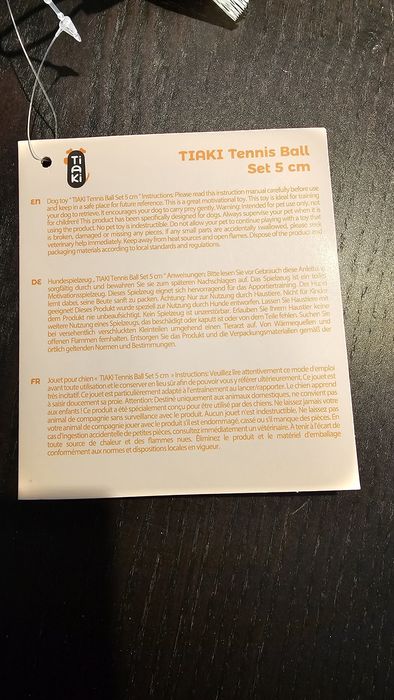 Ti
AKi
TIAKI Tennis Ball
Set 5 cm
EN Dog toy " TIAKI Tennis Ball Set 5 cm " Instructions: Please read this instruction manual carefully before use
and keep in a safe place for future reference. This is a great motivational toy. This toy is ideal for training
your dog to retrieve. It encourages your dog to carry prey gently. Warning: Intended for pet use only, not
for children! This product has been specifically designed for dogs. Always supervise your pet when it is
using the product. No pet toy is indestructible. Do not allow your pet to continue playing with a toy that
is broken, damaged or missing any pieces. If any small parts are accidentally swallowed, please seek
veterinary help immediately. Keep away from heat sources and open flames. Dispose of the product and
packaging materials according to local standards and regulations.
DE Hundespielzeug „ TIAKI Tennis Ball Set 5 cm " Anweisungen: Bitte lesen Sie vor Gebrauch diese Anleitung
sorgfältig durch und bewahren Sie sie zum späteren Nachschlagen auf. Das Spielzeug ist ein tolles
Motivationsspielzeug. Dieses Spielzeug eignet sich hervorragend für das Apportiertraining. Der Hund
lernt dabei, seine Beute sanft zu packen. Achtung: Nur zur Nutzung durch Haustiere. Nicht für Kinder
geeignet! Dieses Produkt wurde speziell zur Nutzung durch Hunde entworfen. Lassen Sie Haustiere mit
dem Produkt nie unbeaufsichtigt. Kein Spielzeug ist unzerstörbar. Erlauben Sie Ihrem Haustier keine
weitere Nutzung eines Spielzeugs, das beschädigt oder kaputt ist oder von dem Teile fehlen. Suchen Sie
bei versehentlich verschluckten Kleinteilen umgehend einen Tierarzt auf. Von Wärmequellen und
offenen Flammen fernhalten. Entsorgen Sie das Produkt und die Verpackungsmaterialien gemäß der
örtlich geltenden Normen und Bestimmungen.
FR Jouet pour chien « TIAKI Tennis Ball Set 5 cm » Instructions: Veuillez lire attentivement ce mode d'emploi
avant toute utilisation et le conserver en lieu sûr afin de pouvoir vous y référer ultérieurement. Ce jouet est
très incitatif. Ce jouet est particulièrement adapté à l'entraînement au lancer/rapporter. Le chien apprend
à saisir doucement sa proie. Attention: Destiné uniquement aux animaux domestiques, ne convient pas
aux enfants ! Ce produit a été spécialement conçu pour être utilisé par des chiens. Ne laissez jamais votre
animal de compagnie sans surveillance avec le produit. Aucun jouet n'est indestructible. Ne laissez pas
votre animal de compagnie jouer avec le produit s'il est endommagé, cassé ou s'il manque des pièces. En
cas d'ingestion accidentelle de petites pièces, consultez immédiatement un vétérinaire. À tenir à l'écart de
toute source de chaleur et des flammes nues. Éliminez le produit et le matériel d'emballage
conformément aux normes et dispositions locales en vigueur.